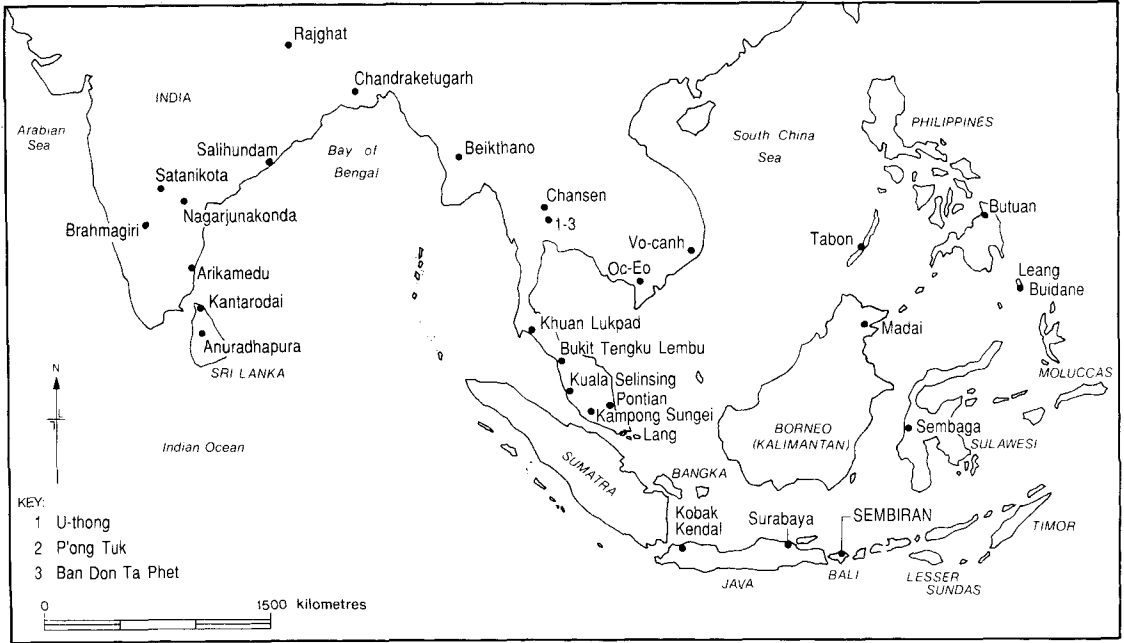 Rajghat
Chandraketugarh
INDIA
Arabian
Sea
PHILIPPINES
South China
Sea
Salihundam
Bay of
Bengal
Beikthano
Satanikota
Chansen
Nagarjunakonda
1-3
Butuan
Brahmagiri
Vo-canh
Tabon
Oc-Eo
Arikamedu
Leang
Buidane
Kantarodai
Khuan Lukpad
Madai
Anuradhapura
Bukit Tengku Lembu
SRI LANKA
MOLUCCAS
N
Kuala Selinsing
Pontian
Kampong Sungei
Lang
BORNEO
(KALIMANTAN)
Sembaga
SULAWESI
Indian Ocean
SUMATRA
BANGKA
KEY:
1 U-thong
2 P'ong Tuk
3 Ban Don Ta Phet
Kobak
Kendal
Surabaya
SEMBIRAN
TIMOR
JAVA
BALI
LESSER
SUNDAS
0 1500 kilometres